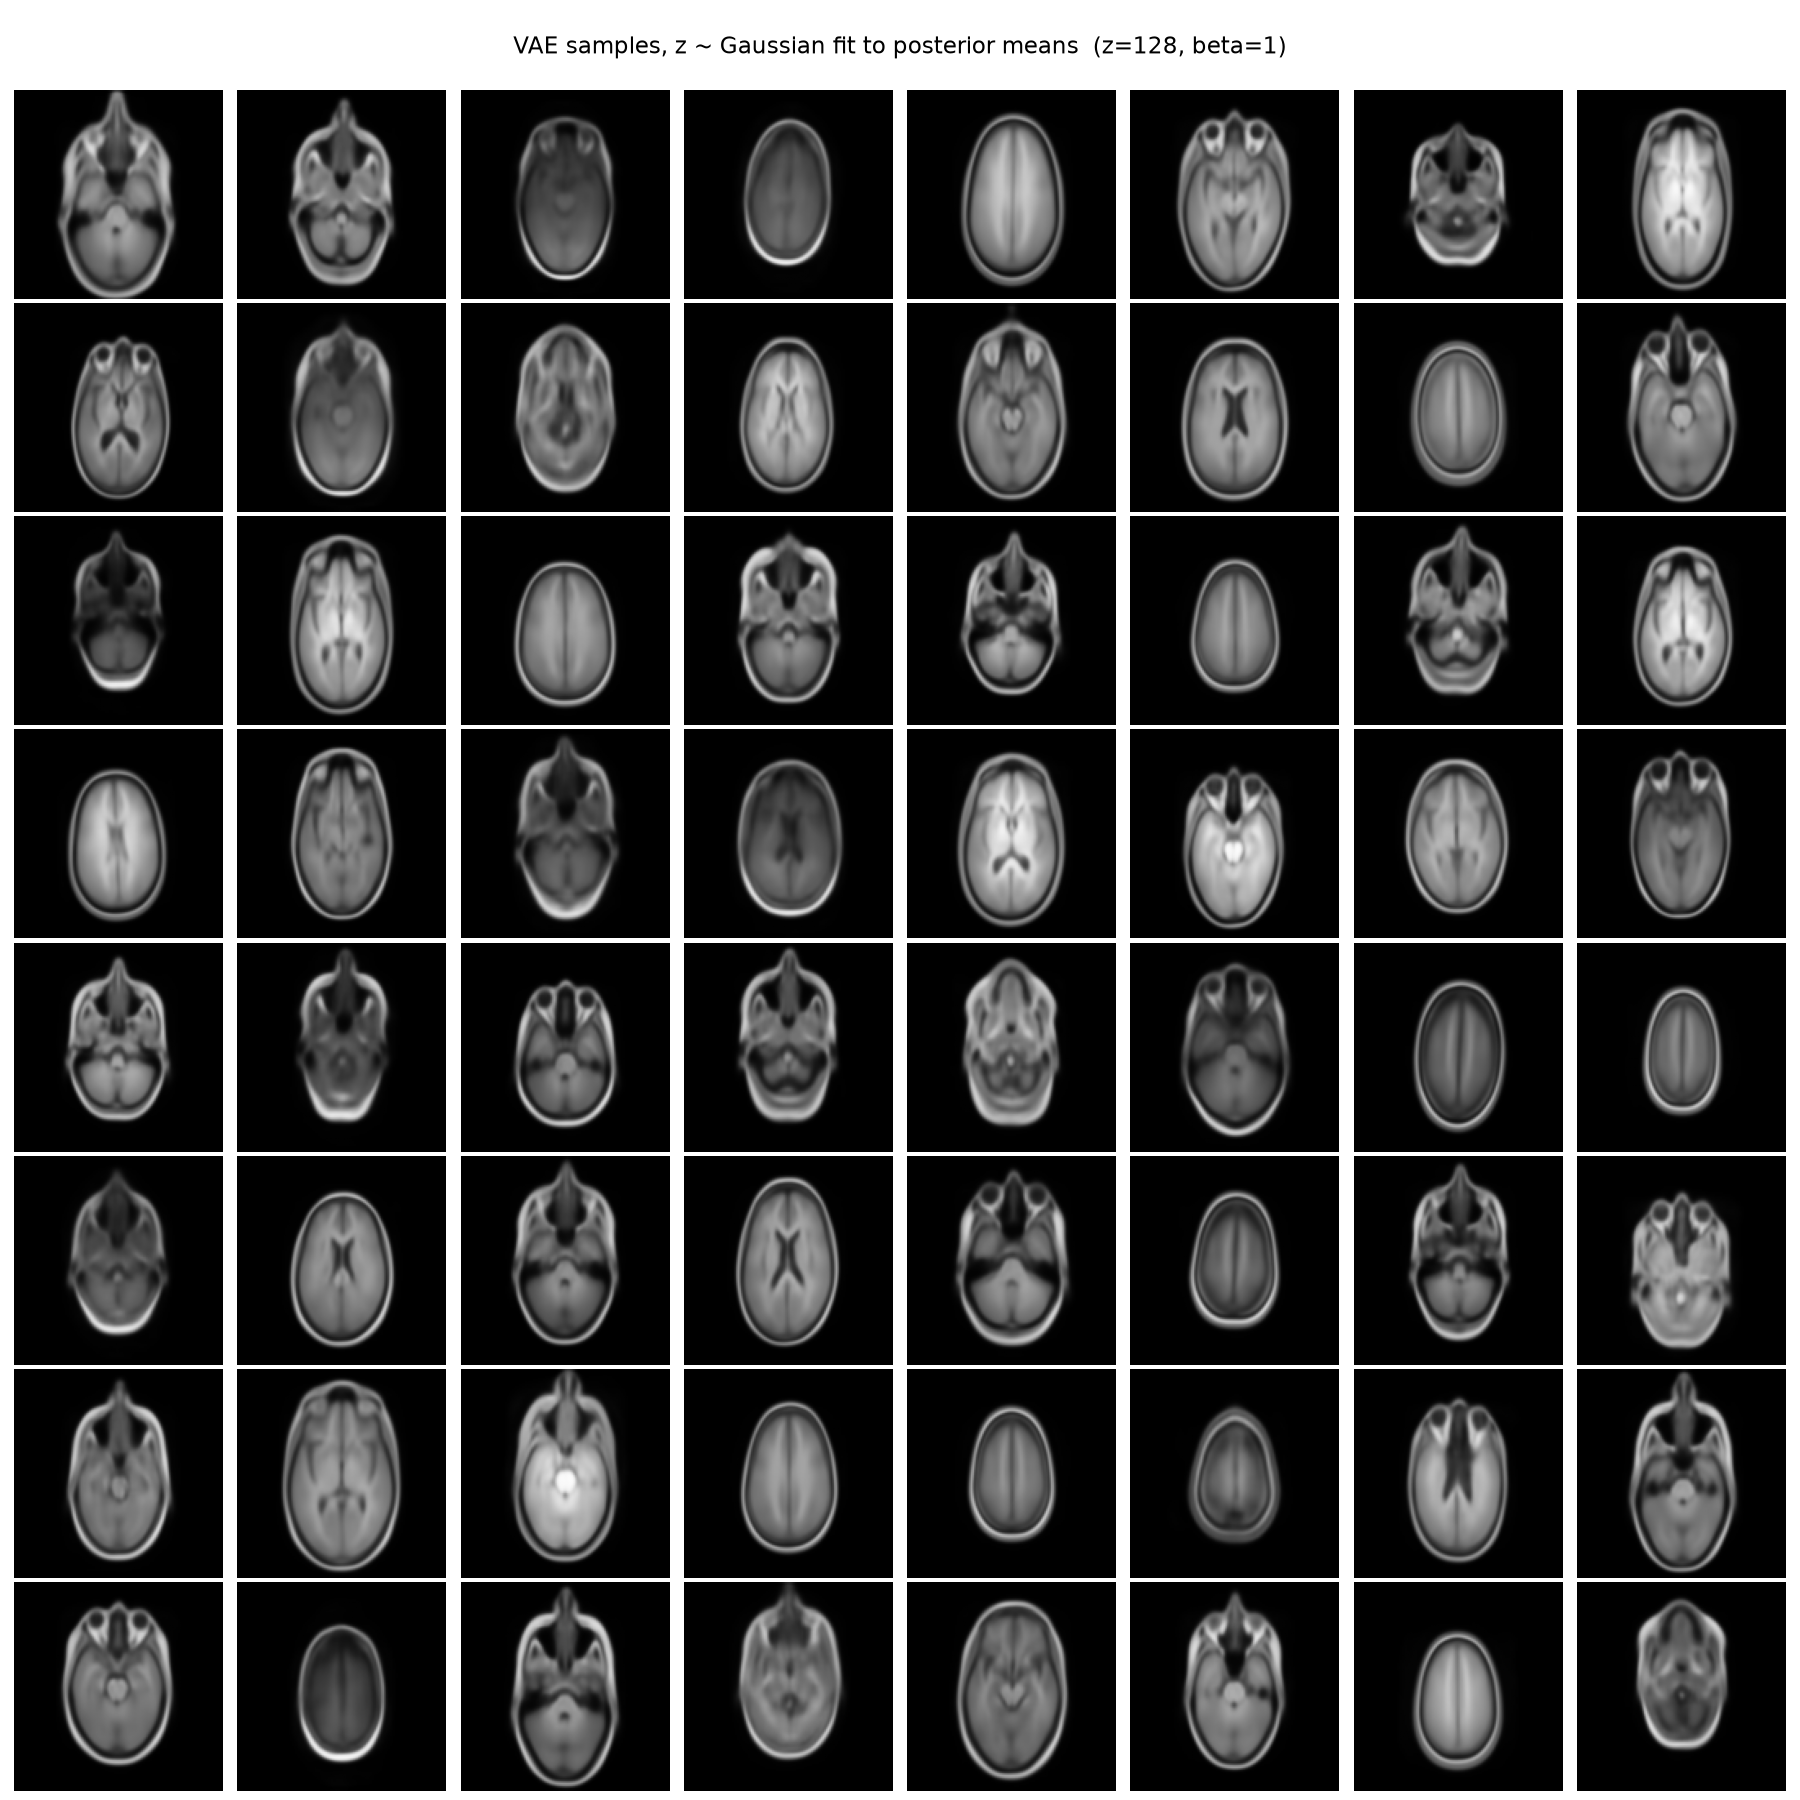 VAE samples, z ~ Gaussian fit to posterior means  (z=128, beta=1)